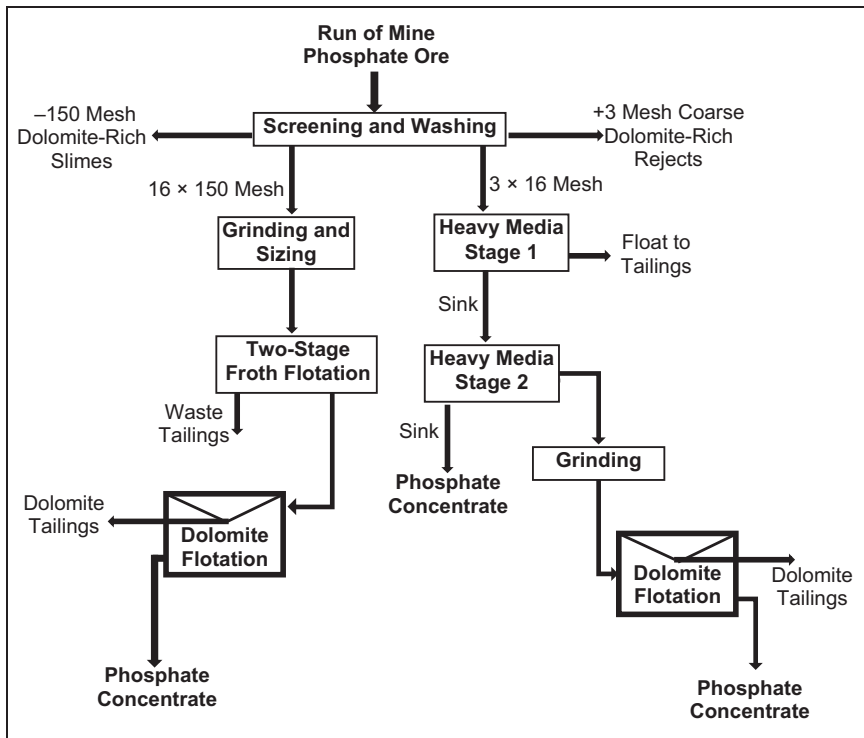 Run of Mine
Phosphate Ore
–150 Mesh
Dolomite-Rich
Slimes
Screening and Washing
+3 Mesh Coarse
Dolomite-Rich
Rejects
16 × 150 Mesh
3 × 16 Mesh
Grinding and
Sizing
Heavy Media
Stage 1
Float to
Tailings
Sink
Two-Stage
Froth Flotation
Heavy Media
Stage 2
Waste
Tailings
Sink
Phosphate
Concentrate
Grinding
Dolomite
Tailings
Dolomite
Flotation
Dolomite
Flotation
Dolomite
Tailings
Phosphate
Concentrate
Phosphate
Concentrate